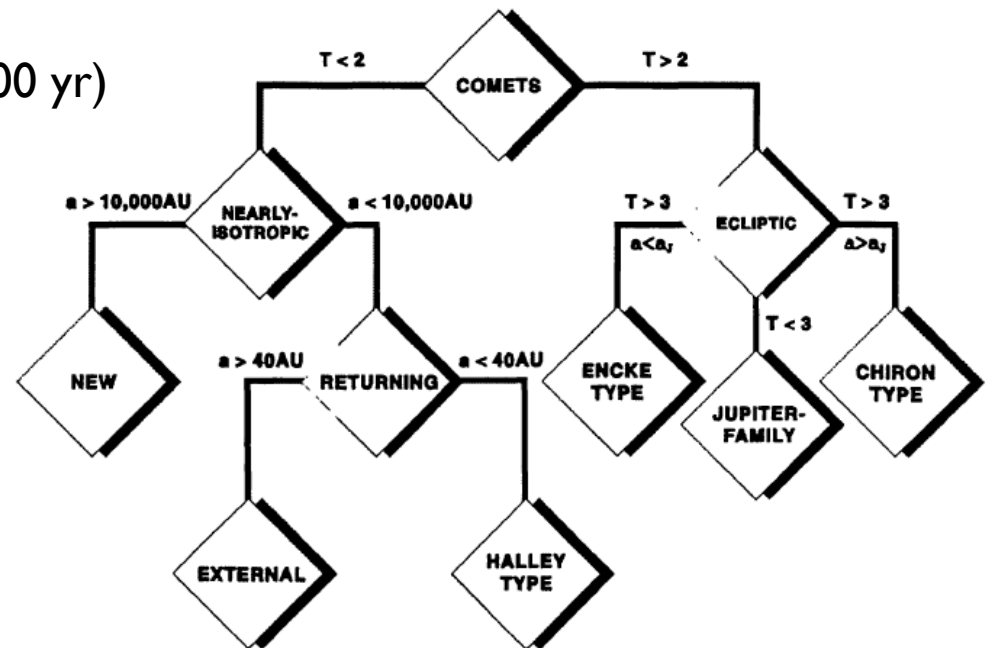 00 yr)
T < 2
COMETS
T > 2
a > 10,000AU
NEARLY-
ISOTROPIC
a < 10,000AU
T > 3
a<aJ
ECLIPTIC
T > 3
a>aJ
NEW
a > 40AU
RETURNING
a < 40AU
T < 3
ENCKE
TYPE
JUPITER-
FAMILY
CHIRON
TYPE
EXTERNAL
HALLEY
TYPE